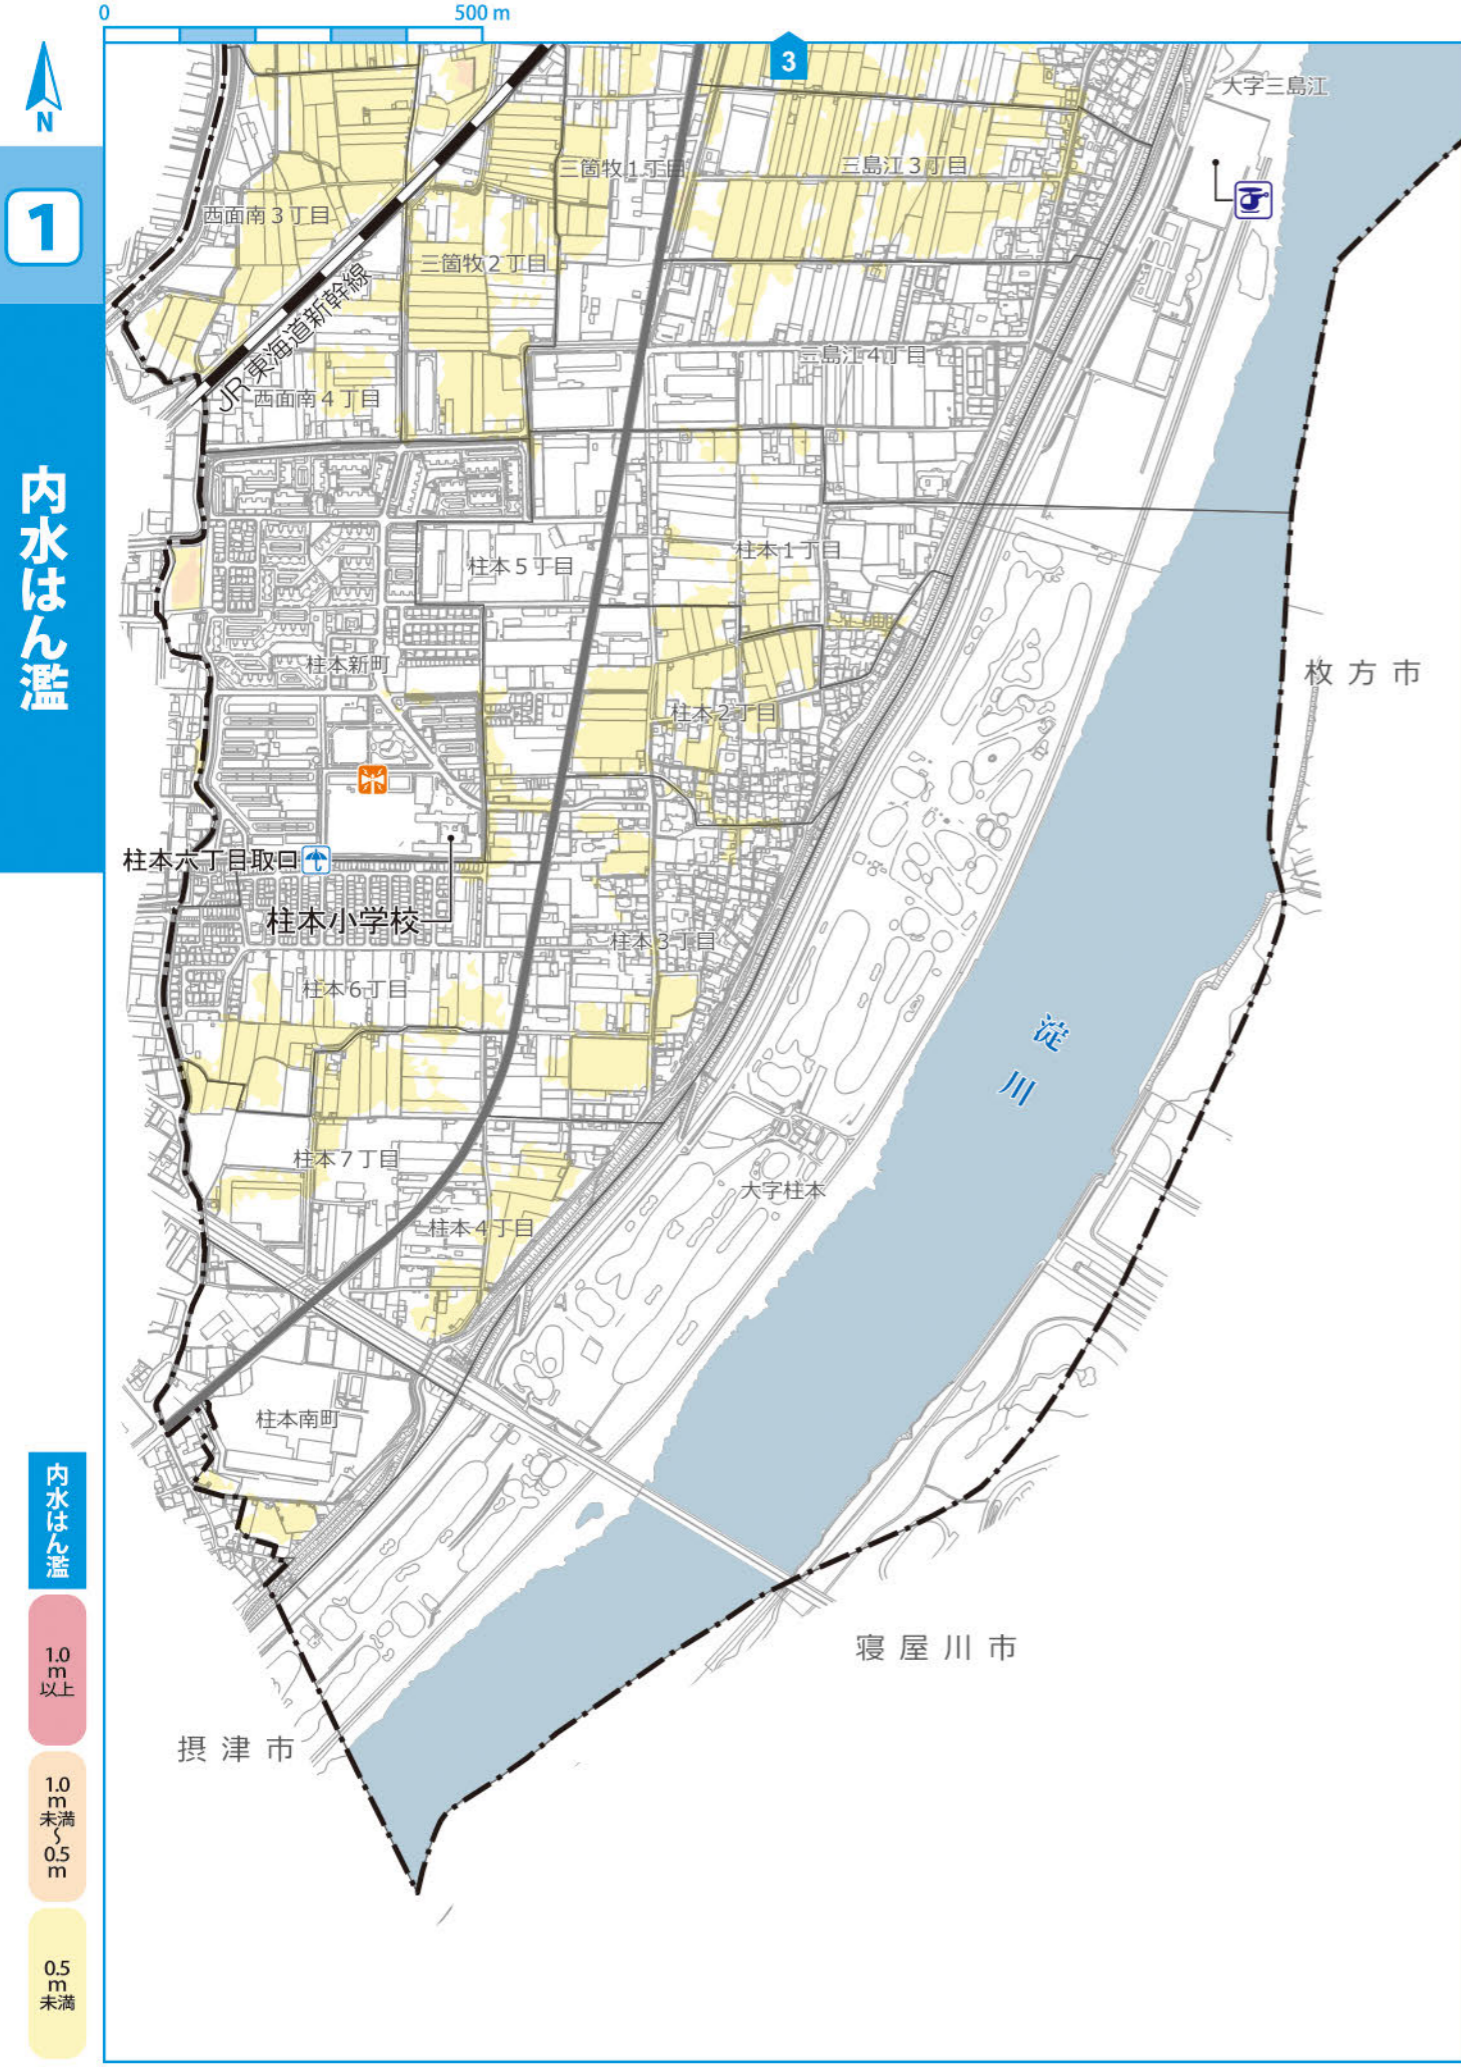 0
500 m
3
N
1
内水はん濫
大字三島江
三箇牧１丁目
三島江３丁目
西面南３丁目
三箇牧２丁目
JR 東海道新幹線
三島江４丁目
西面南４丁目
柱本５丁目
柱本１丁目
柱本新町
枚方市
柱本２丁目
柱本六丁目取口
柱本小学校
柱本３丁目
柱本６丁目
淀川
柱本７丁目
大字柱本
柱本４丁目
柱本南町
寝屋川市
摂津市
内水はん濫
1.0
m
以上
1.0
m
未満
〜
0.5
m
0.5
m
未満